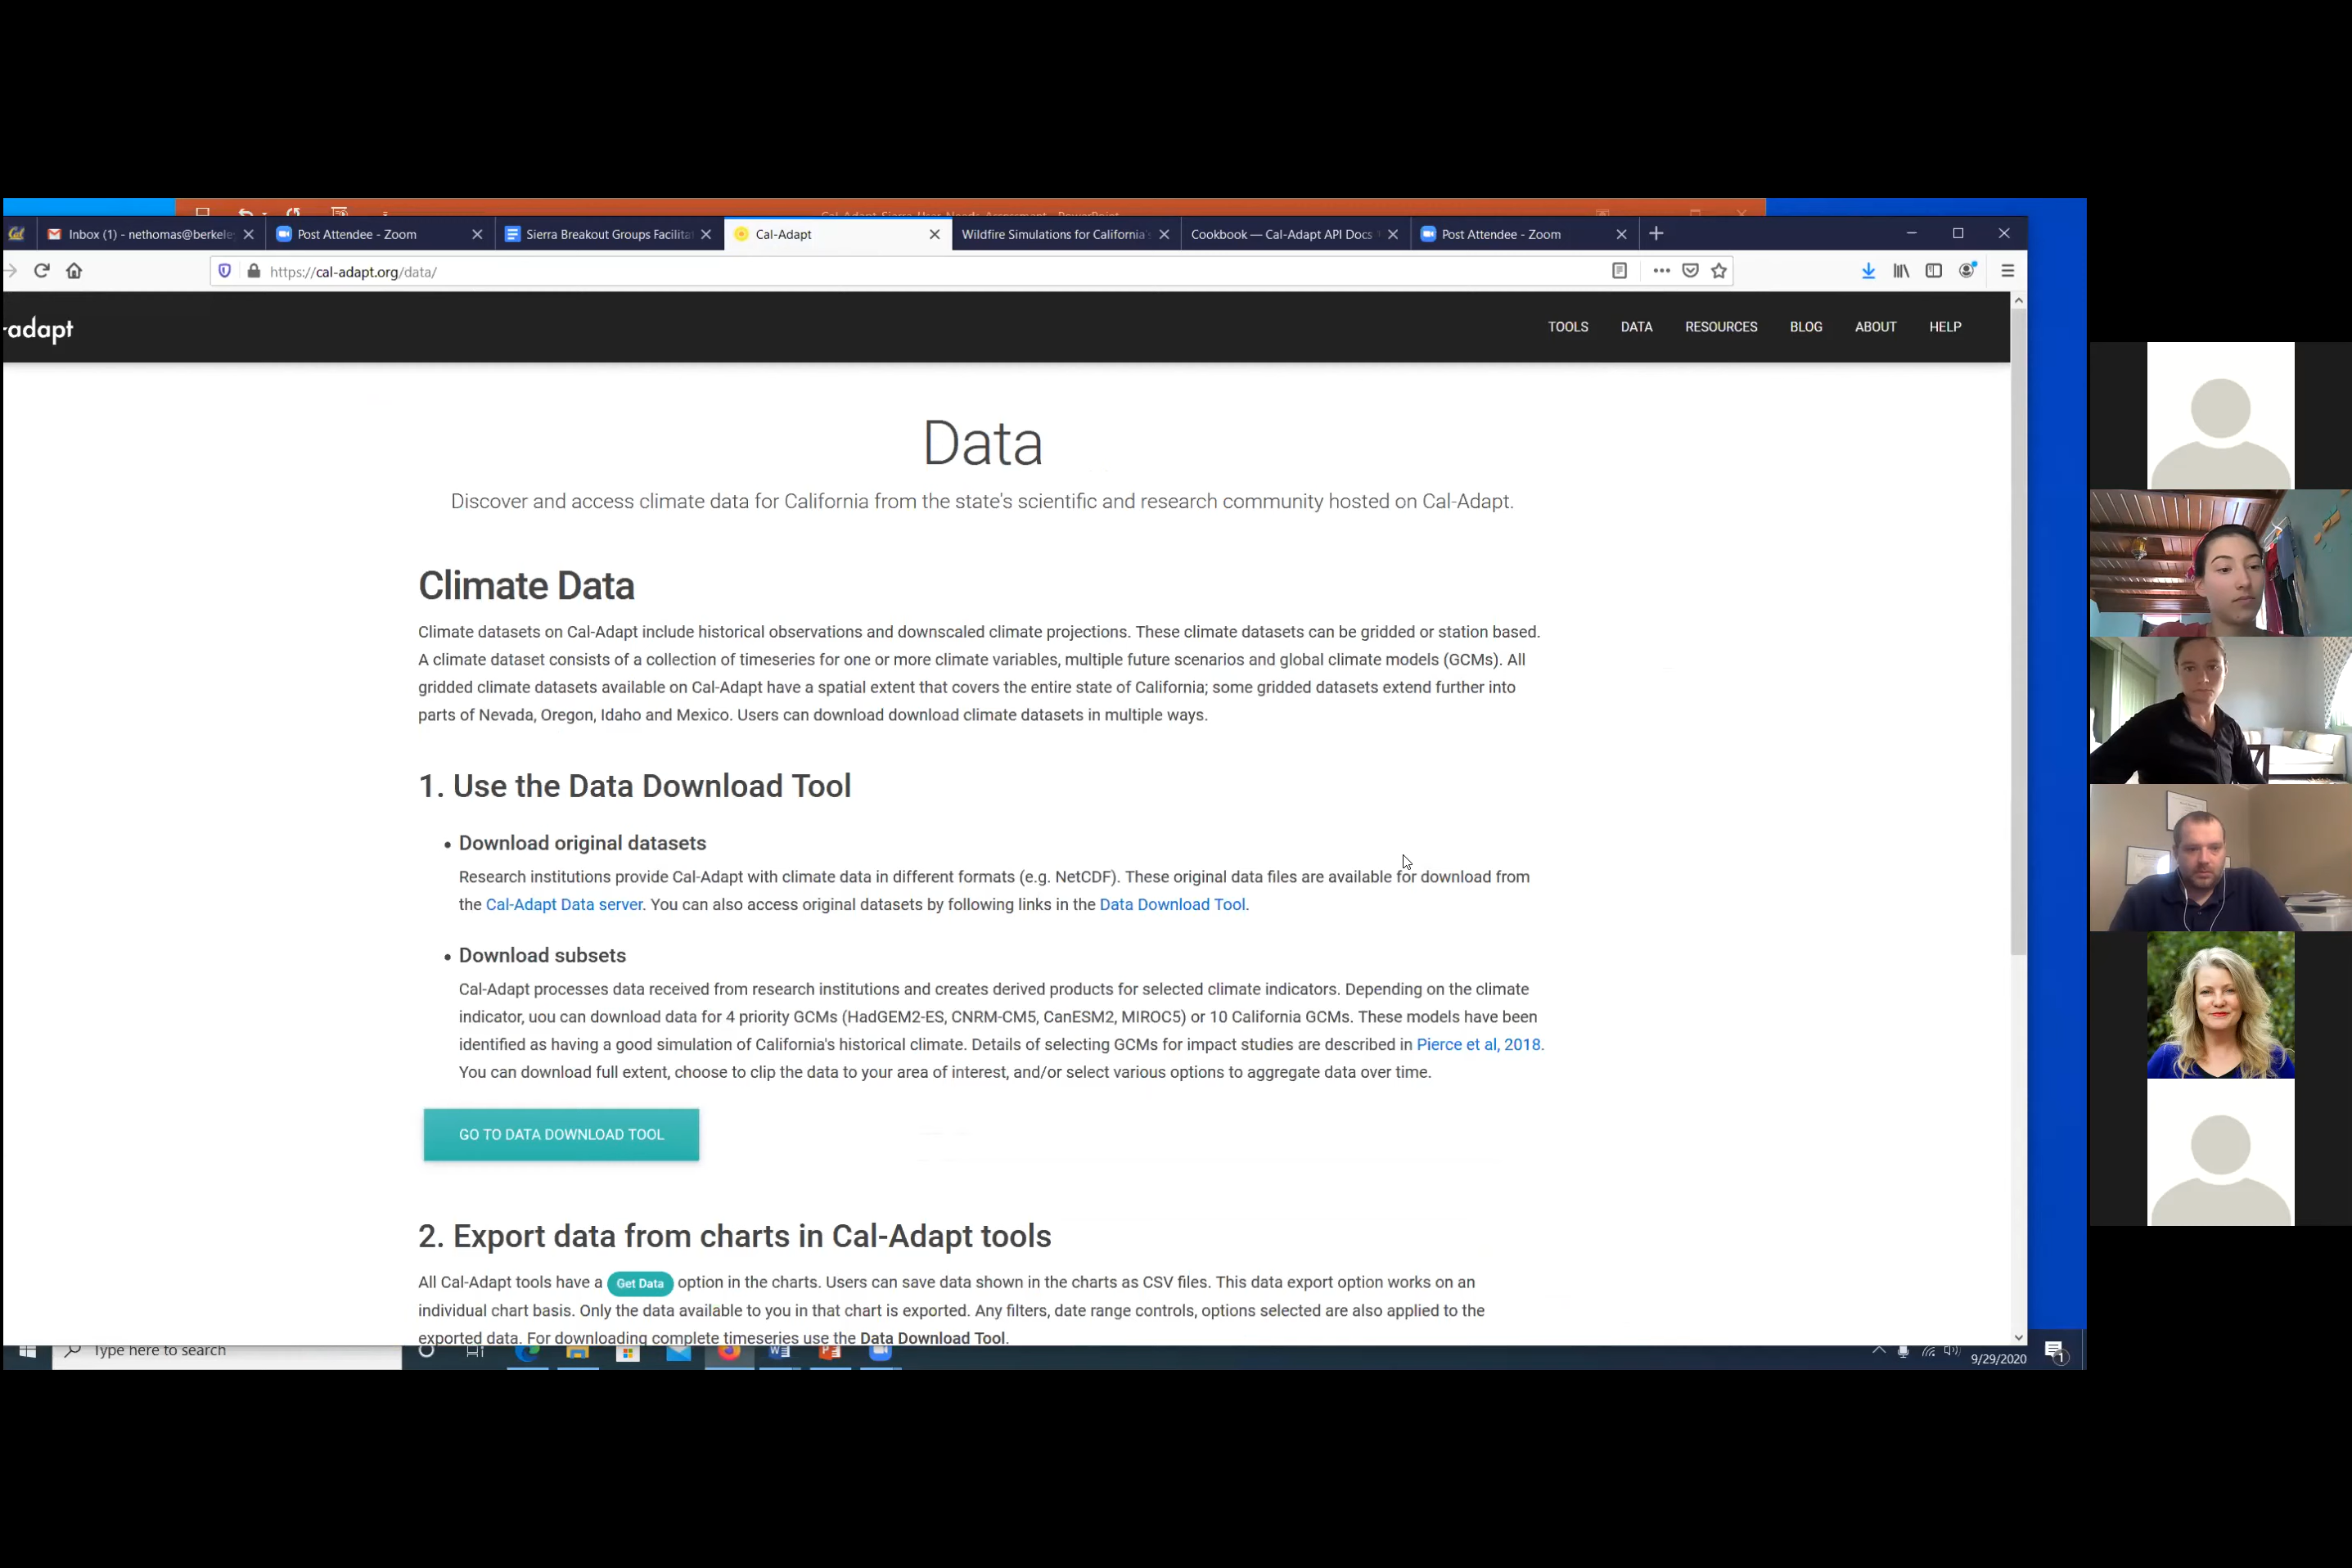 Cal-Adapt Sierra User Needs Assessment - PowerPoint
Cal
Inbox (1) - nethomas@berkele
Post Attendee - Zoom
Sierra Breakout Groups Facilita
Cal-Adapt
Wildfire Simulations for California'
Cookbook — Cal-Adapt API Docs
Post Attendee - Zoom
https://cal-adapt.org/data/
-adapt
TOOLS
DATA
RESOURCES
BLOG
ABOUT
HELP
Data
Discover and access climate data for California from the state's scientific and research community hosted on Cal-Adapt.
Climate Data
Climate datasets on Cal-Adapt include historical observations and downscaled climate projections. These climate datasets can be gridded or station based.
A climate dataset consists of a collection of timeseries for one or more climate variables, multiple future scenarios and global climate models (GCMs). All
gridded climate datasets available on Cal-Adapt have a spatial extent that covers the entire state of California; some gridded datasets extend further into
parts of Nevada, Oregon, Idaho and Mexico. Users can download download climate datasets in multiple ways.
1. Use the Data Download Tool
• Download original datasets
Research institutions provide Cal-Adapt with climate data in different formats (e.g. NetCDF). These original data files are available for download from
the Cal-Adapt Data server. You can also access original datasets by following links in the Data Download Tool.
• Download subsets
Cal-Adapt processes data received from research institutions and creates derived products for selected climate indicators. Depending on the climate
indicator, uou can download data for 4 priority GCMs (HadGEM2-ES, CNRM-CM5, CanESM2, MIROC5) or 10 California GCMs. These models have been
identified as having a good simulation of California's historical climate. Details of selecting GCMs for impact studies are described in Pierce et al, 2018.
You can download full extent, choose to clip the data to your area of interest, and/or select various options to aggregate data over time.
GO TO DATA DOWNLOAD TOOL
2. Export data from charts in Cal-Adapt tools
All Cal-Adapt tools have a Get Data option in the charts. Users can save data shown in the charts as CSV files. This data export option works on an
individual chart basis. Only the data available to you in that chart is exported. Any filters, date range controls, options selected are also applied to the
exported data. For downloading complete timeseries use the Data Download Tool.
Type here to search
9/29/2020
1